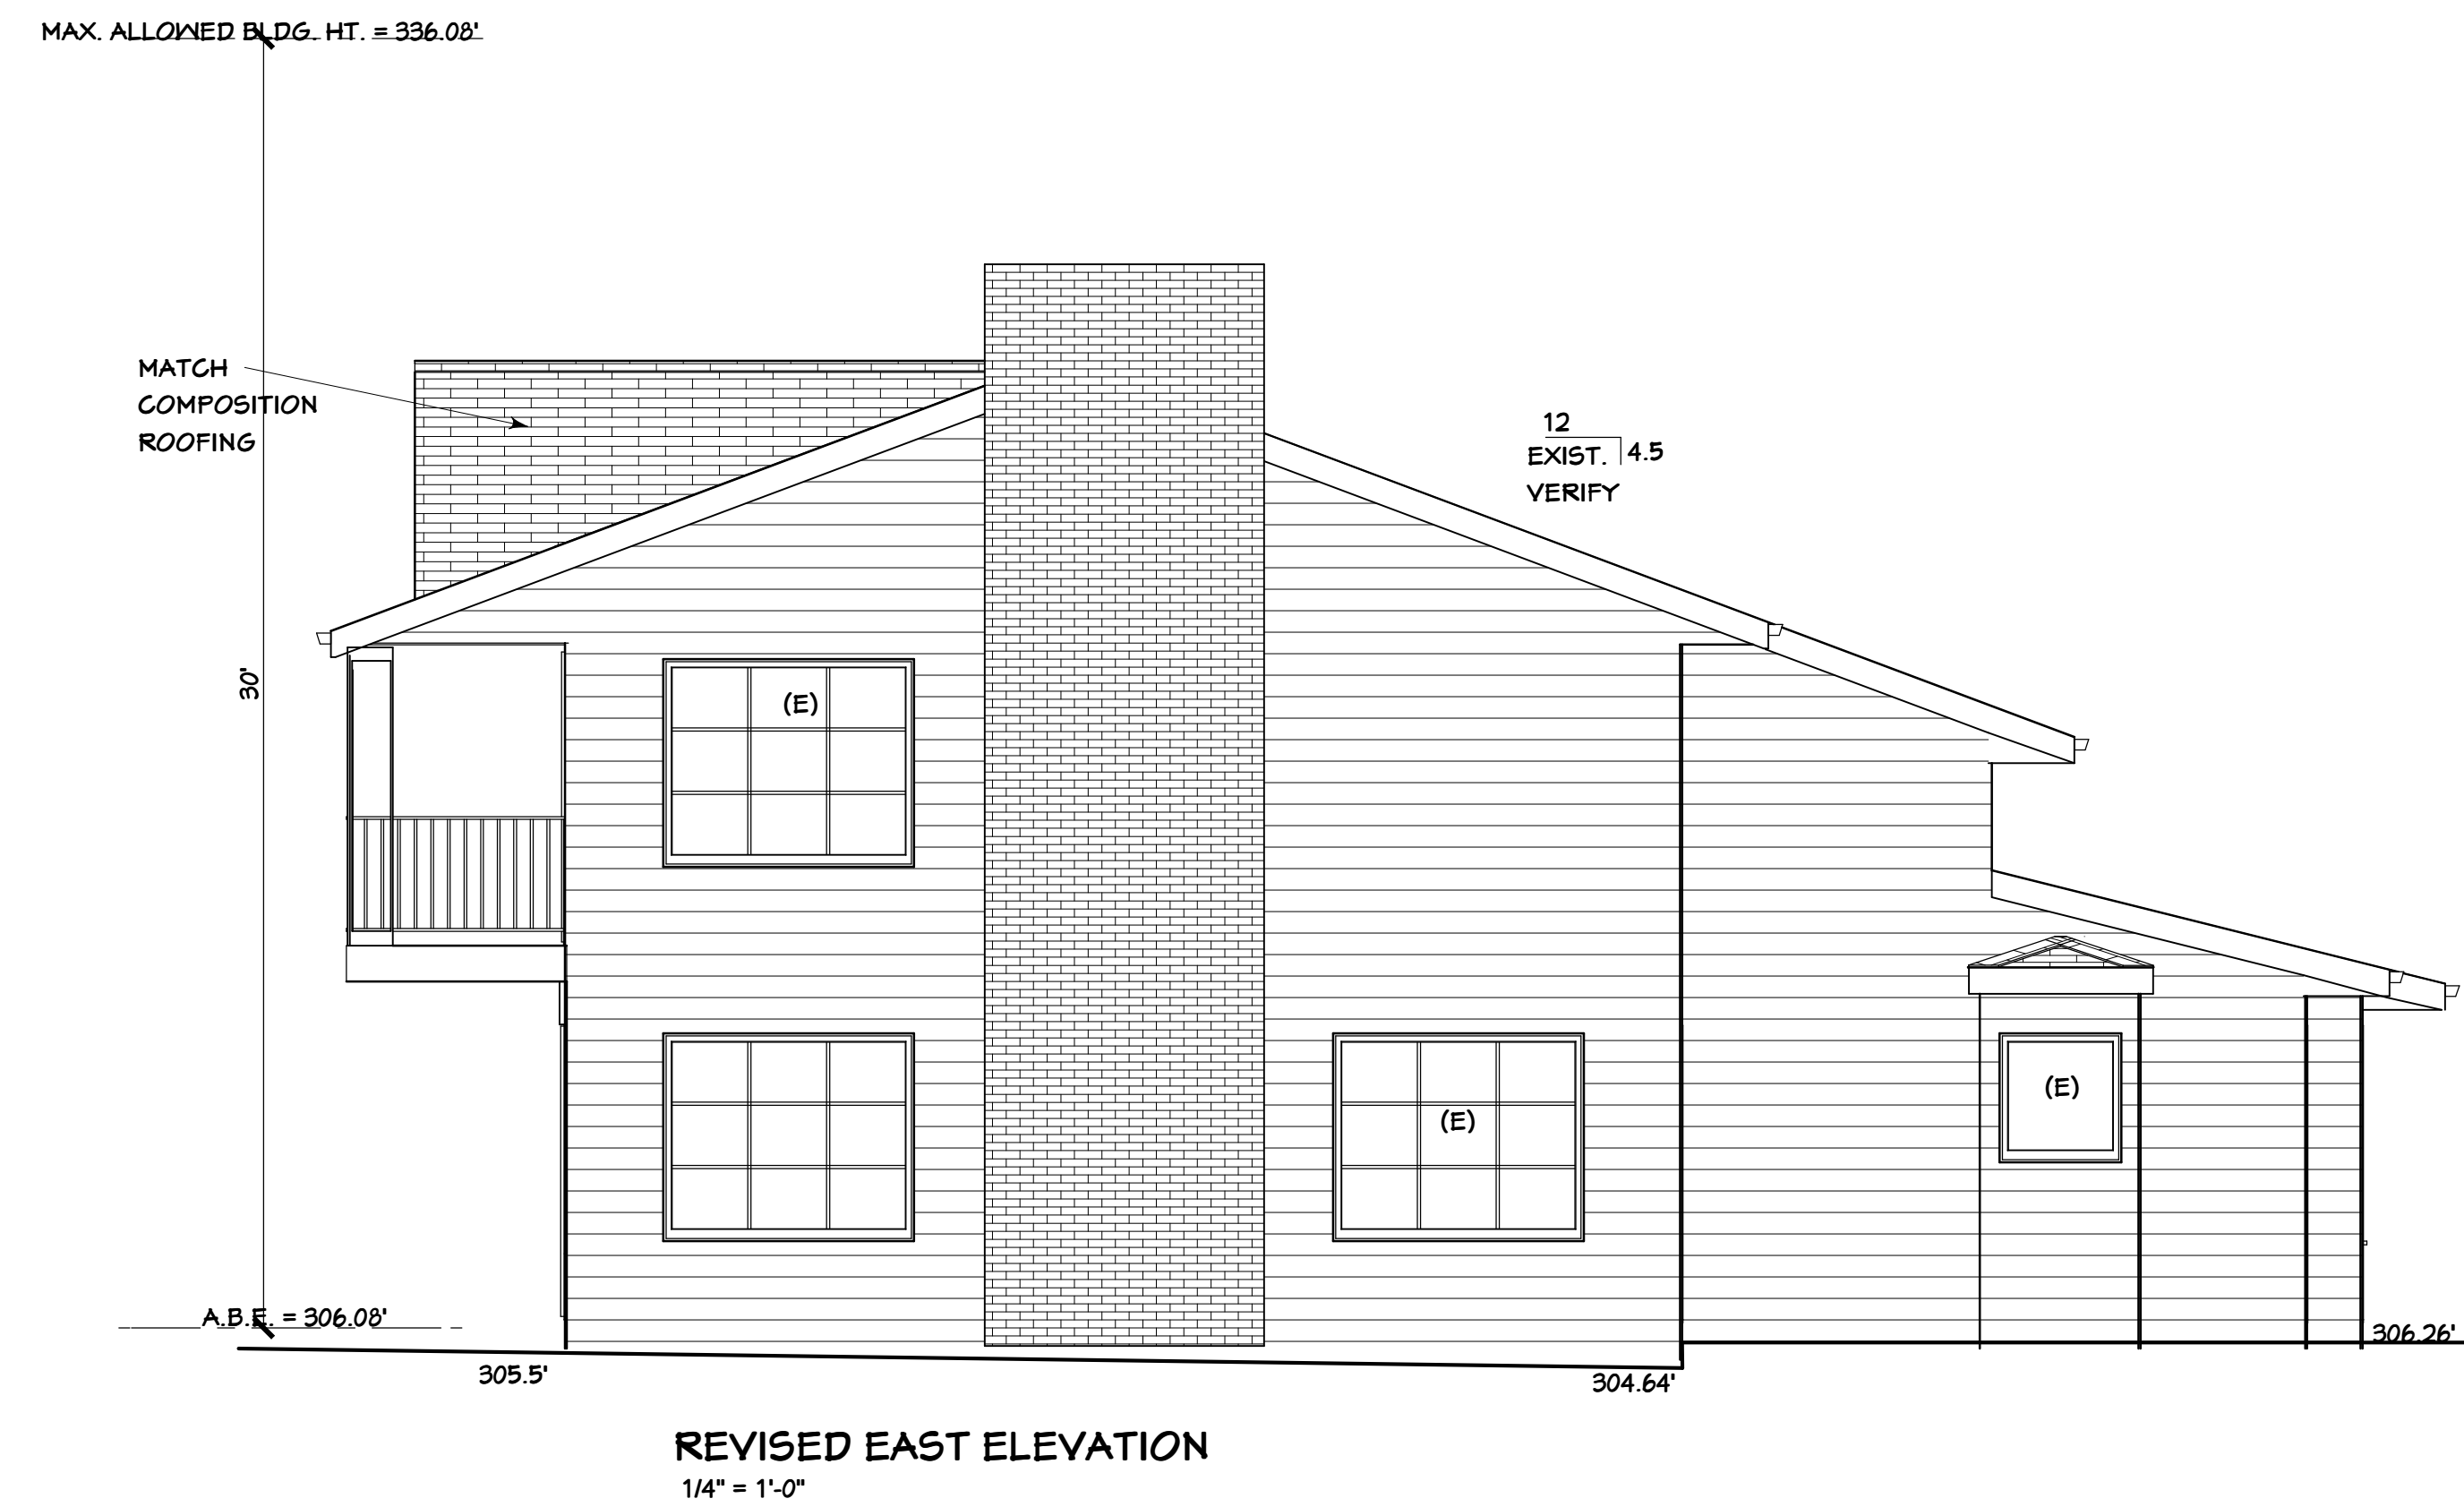 MAX. ALLOWED BLDG. HT. = 336.08'
MATCH
COMPOSITION
ROOFING
12
EXIST.
4.5
VERIFY
30'
(E)
(E)
(E)
A.B.E. = 306.08'
306.26'
305.5'
304.64'
REVISED EAST ELEVATION
1/4" = 1'-0"